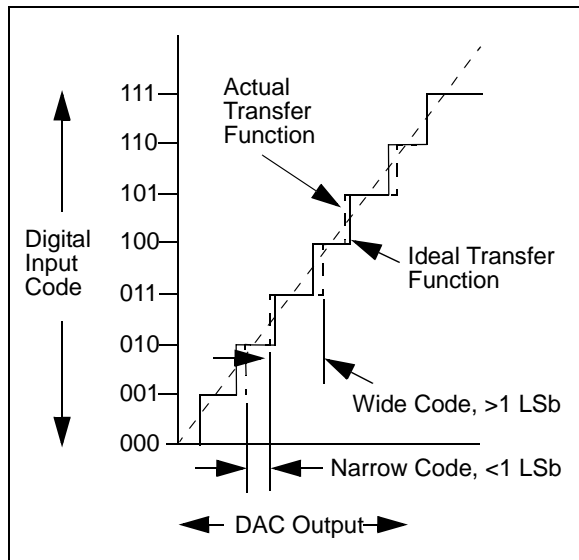 111
110
101
100
011
010
001
000
Digital
Input
Code
Actual
Transfer
Function
Ideal Transfer
Function
Wide Code, >1 LSb
Narrow Code, <1 LSb
DAC Output